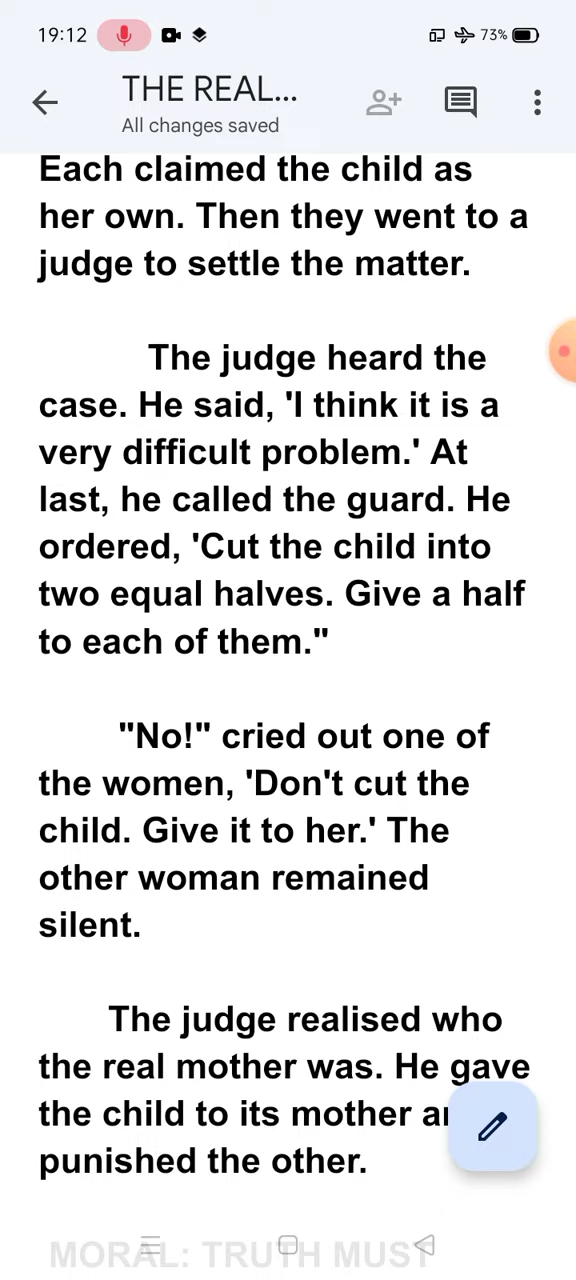 19:12
73%
THE REAL...
All changes saved
Each claimed the child as
her own. Then they went to a
judge to settle the matter.
The judge heard the
case. He said, 'I think it is a
very difficult problem.' At
last, he called the guard. He
ordered, 'Cut the child into
two equal halves. Give a half
to each of them."
"No!" cried out one of
the women, 'Don't cut the
child. Give it to her.' The
other woman remained
silent.
The judge realised who
the real mother was. He gave
the child to its mother
punished the other.
MORAL: TRUTH MUST